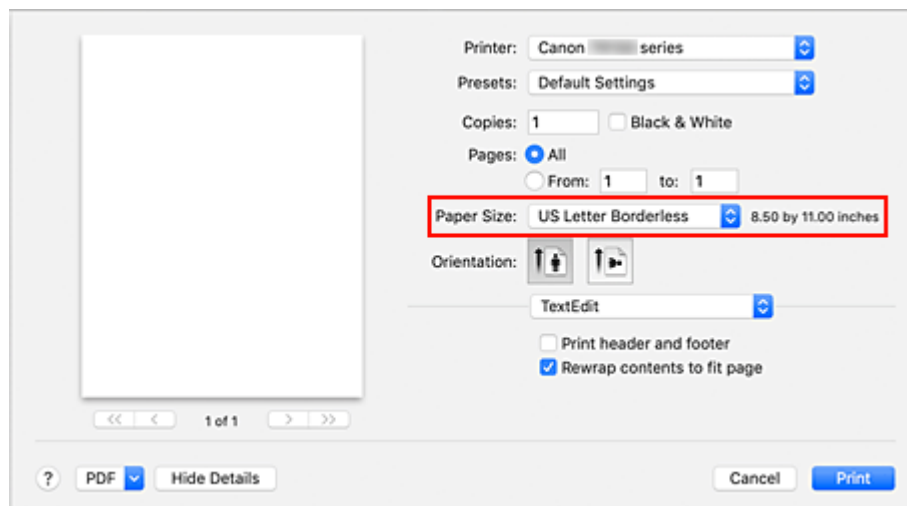 Printer: Canon series
Presets: Default Settings
Copies: 1 Black & White
Pages: All
From: 1 to: 1
Paper Size: US Letter Borderless 8.50 by 11.00 inches
Orientation:
TextEdit
Print header and footer
Rewrap contents to fit page
<< < 1 of 1 > >>
? PDF Hide Details Cancel Print